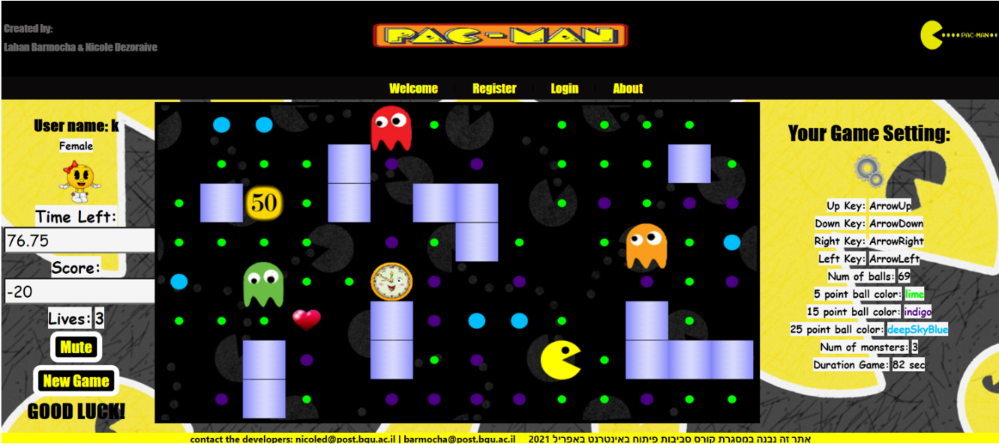 Created by:
Lahan Barmocha & Nicole Dezoraive
PAC-MAN
PAC-MAN
Welcome
Register
Login
About
User name: k
Female
Time Left:
76.75
Score:
-20
Lives: 3
Mute
New Game
GOOD LUCK!
50
Your Game Setting:
Up Key: ArrowUp
Down Key: ArrowDown
Right Key: ArrowRight
Left Key: ArrowLeft
Num of balls: 69
5 point ball color: lime
15 point ball color: indigo
25 point ball color: deepSkyBlue
Num of monsters: 3
Duration Game: 82 sec
contact the developers: nicoled@post.bgu.ac.il | barmocha@post.bgu.ac.il אתר זה נבנה במסגרת קורס סביבות פיתוח באינטרנט באפריל 2021